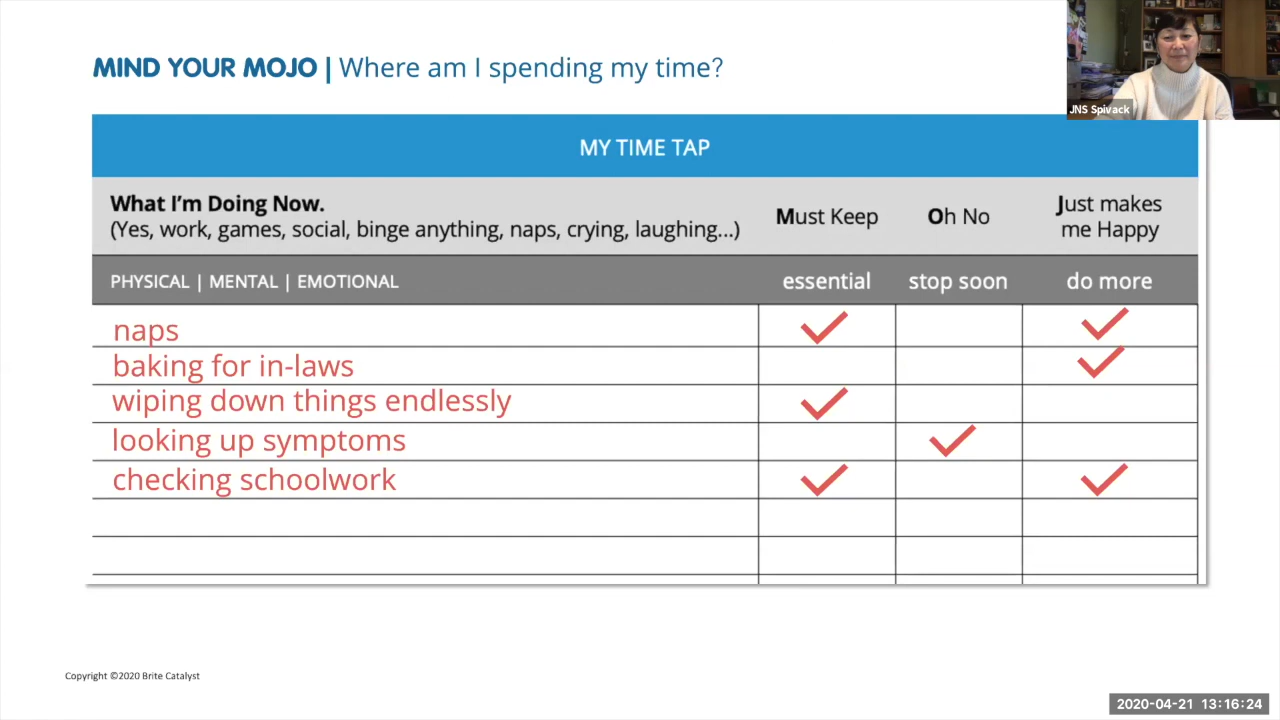 MIND YOUR MOJO | Where am I spending my time?
JNS Spivack
MY TIME TAP
What I'm Doing Now.
(Yes, work, games, social, binge anything, naps, crying, laughing...)
Must Keep
Oh No
Just makes
me Happy
PHYSICAL | MENTAL | EMOTIONAL
essential
stop soon
do more
naps
baking for in-laws
wiping down things endlessly
looking up symptoms
checking schoolwork
Copyright ©2020 Brite Catalyst
2020-04-21 13:16:24